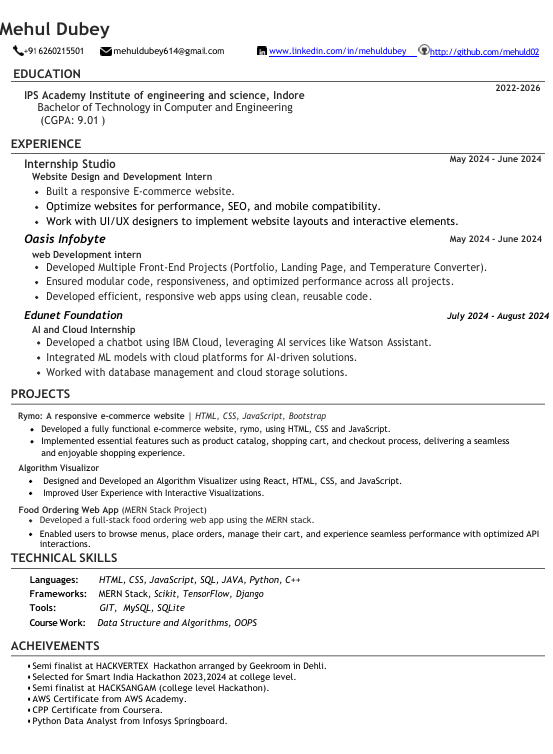 Mehul Dubey
+91 6260215501 mehuldubey614@gmail.com www.linkedin.com/in/mehuldubey http://github.com/mehuld02
EDUCATION
2022-2026
IPS Academy Institute of engineering and science, Indore
Bachelor of Technology in Computer and Engineering
(CGPA: 9.01 )
EXPERIENCE
Internship Studio May 2024 - June 2024
Website Design and Development Intern
• Built a responsive E-commerce website.
• Optimize websites for performance, SEO, and mobile compatibility.
• Work with UI/UX designers to implement website layouts and interactive elements.
Oasis Infobyte May 2024 - June 2024
web Development intern
• Developed Multiple Front-End Projects (Portfolio, Landing Page, and Temperature Converter).
• Ensured modular code, responsiveness, and optimized performance across all projects.
• Developed efficient, responsive web apps using clean, reusable code.
Edunet Foundation July 2024 - August 2024
AI and Cloud Internship
• Developed a chatbot using IBM Cloud, leveraging AI services like Watson Assistant.
• Integrated ML models with cloud platforms for AI-driven solutions.
• Worked with database management and cloud storage solutions.
PROJECTS
Rymo: A responsive e-commerce website | HTML, CSS, JavaScript, Bootstrap
• Developed a fully functional e-commerce website, rymo, using HTML, CSS and JavaScript.
• Implemented essential features such as product catalog, shopping cart, and checkout process, delivering a seamless
and enjoyable shopping experience.
Algorithm Visualizor
• Designed and Developed an Algorithm Visualizer using React, HTML, CSS, and JavaScript.
• Improved User Experience with Interactive Visualizations.
Food Ordering Web App (MERN Stack Project)
• Developed a full-stack food ordering web app using the MERN stack.
• Enabled users to browse menus, place orders, manage their cart, and experience seamless performance with optimized API
interactions.
TECHNICAL SKILLS
Languages: HTML, CSS, JavaScript, SQL, JAVA, Python, C++
Frameworks: MERN Stack, Scikit, TensorFlow, Django
Tools: GIT, MySQL, SQLite
Course Work: Data Structure and Algorithms, OOPS
ACHEIVEMENTS
• Semi finalist at HACKVERTEX Hackathon arranged by Geekroom in Dehli.
• Selected for Smart India Hackathon 2023,2024 at college level.
• Semi finalist at HACKSANGAM (college level Hackathon).
• AWS Certificate from AWS Academy.
• CPP Certificate from Coursera.
• Python Data Analyst from Infosys Springboard.